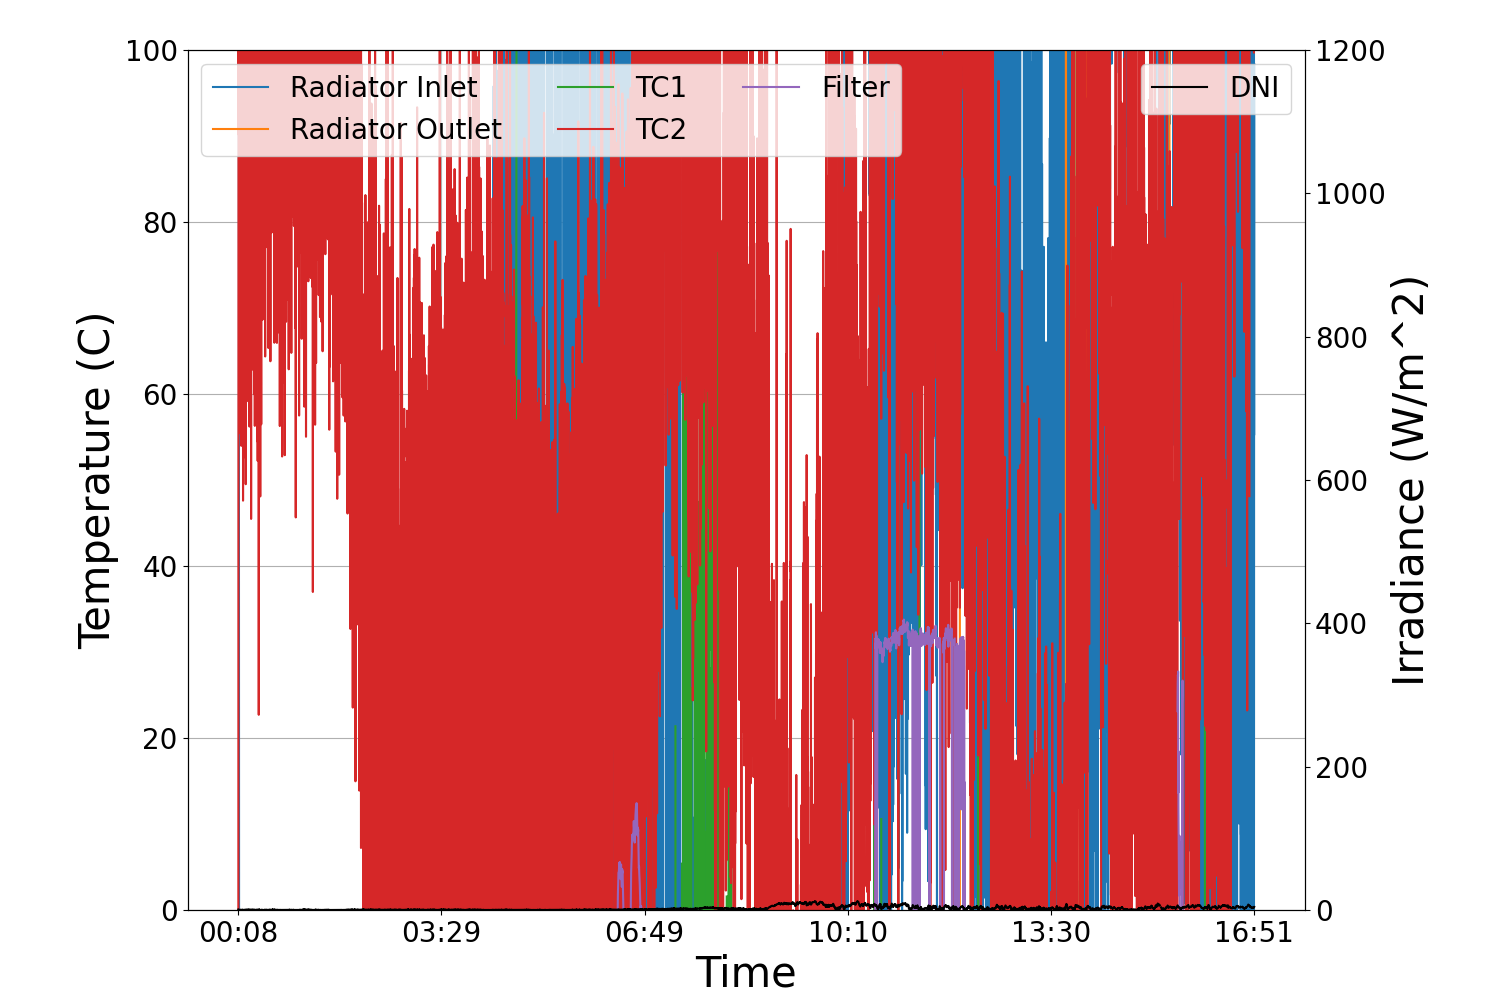 100
80
60
40
20
0
Temperature (C)
Radiator Inlet
Radiator Outlet
TC1
TC2
Filter
DNI
1200
1000
800
600
400
200
0
Irradiance (W/m^2)
00:08
03:29
06:49
10:10
13:30
16:51
Time